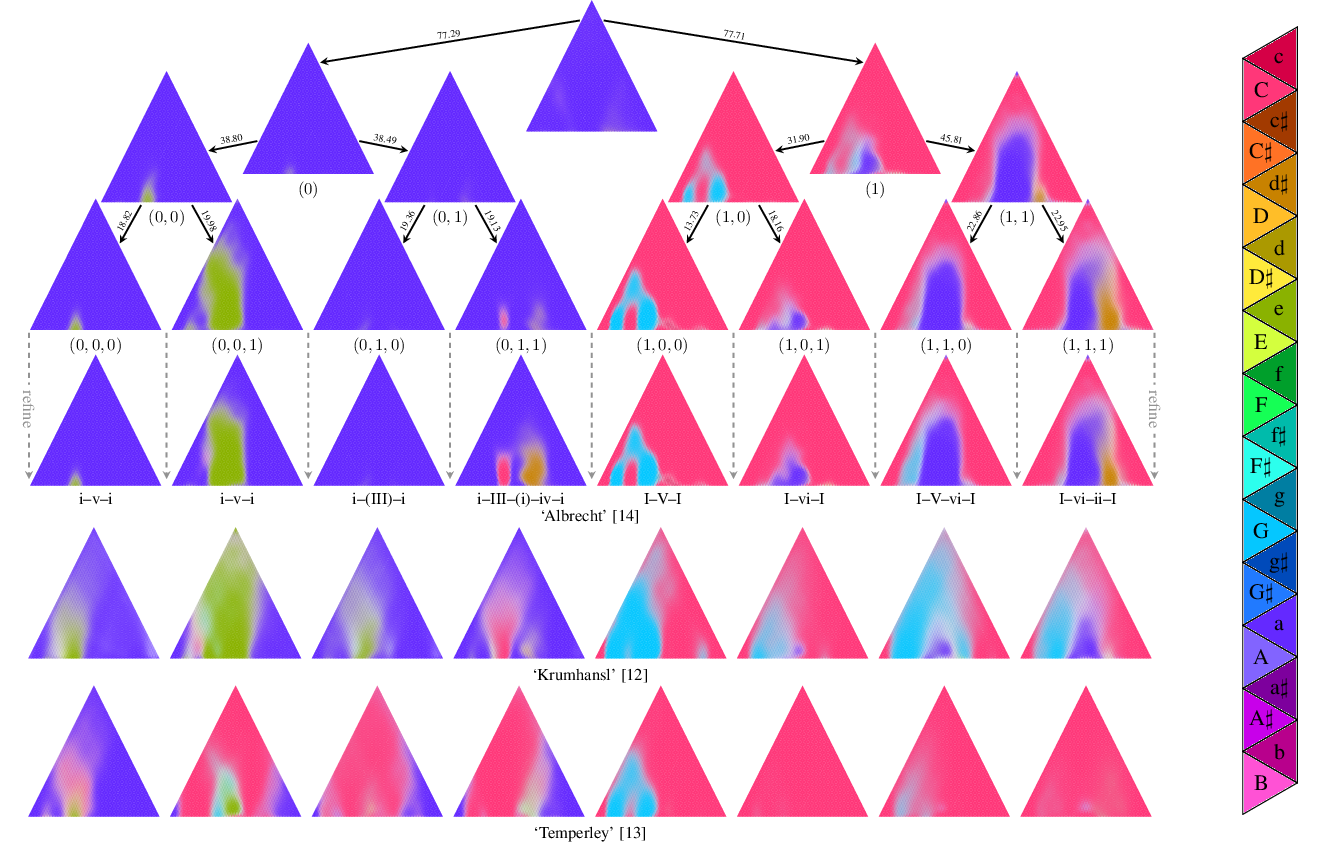 77.29
77.71
38.80
38.49
31.90
45.81
(0)
(1)
(0, 0)
(0, 1)
(1, 0)
(1, 1)
18.82
19.98
19.36
19.13
13.73
18.16
22.86
22.95
(0, 0, 0)
(0, 0, 1)
(0, 1, 0)
(0, 1, 1)
(1, 0, 0)
(1, 0, 1)
(1, 1, 0)
(1, 1, 1)
refine
refine
i–v–i
i–v–i
i–(III)–i
i–III–(i)–iv–i
I–V–I
I–vi–I
I–V–vi–I
I–vi–ii–I
‘Albrecht’ [14]
‘Krumhansl’ [12]
‘Temperley’ [13]
c
C
c♯
C♯
d♯
D
d
D♯
e
E
f
F
f♯
F♯
g
G
g♯
G♯
a
A
a♯
A♯
b
B